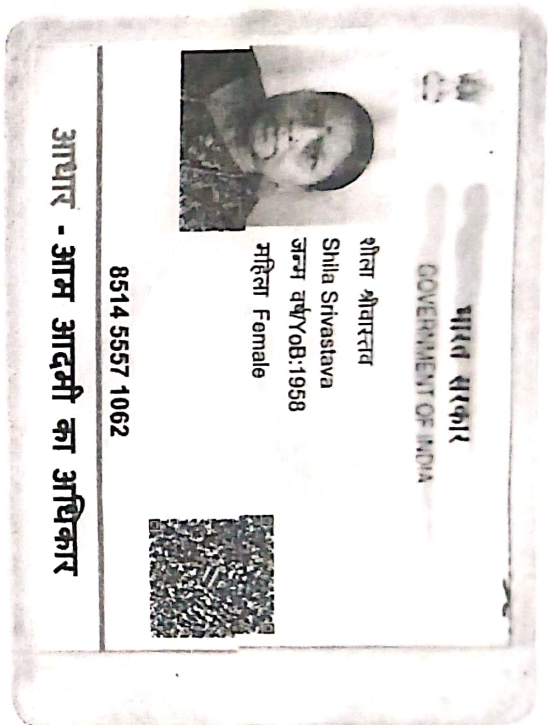 भारत सरकार
GOVERNMENT OF INDIA
शीला श्रीवास्तव
Shila Srivastava
जन्म वर्ष/YoB:1958
महिला Female
8514 5557 1062
आधार - आम आदमी का अधिकार